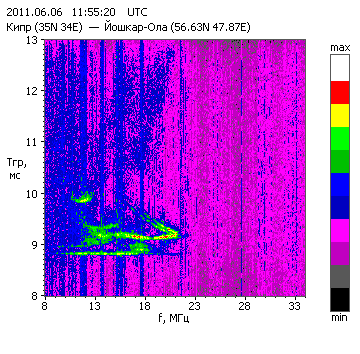 2011.06.06 11:55:20 UTC
Кипр (35N 34E) — Йошкар-Ола (56.63N 47.87E)
max
13
12
11
Tгр,
мс
10
9
8
8 13 18 23 28 33
f, МГц
min